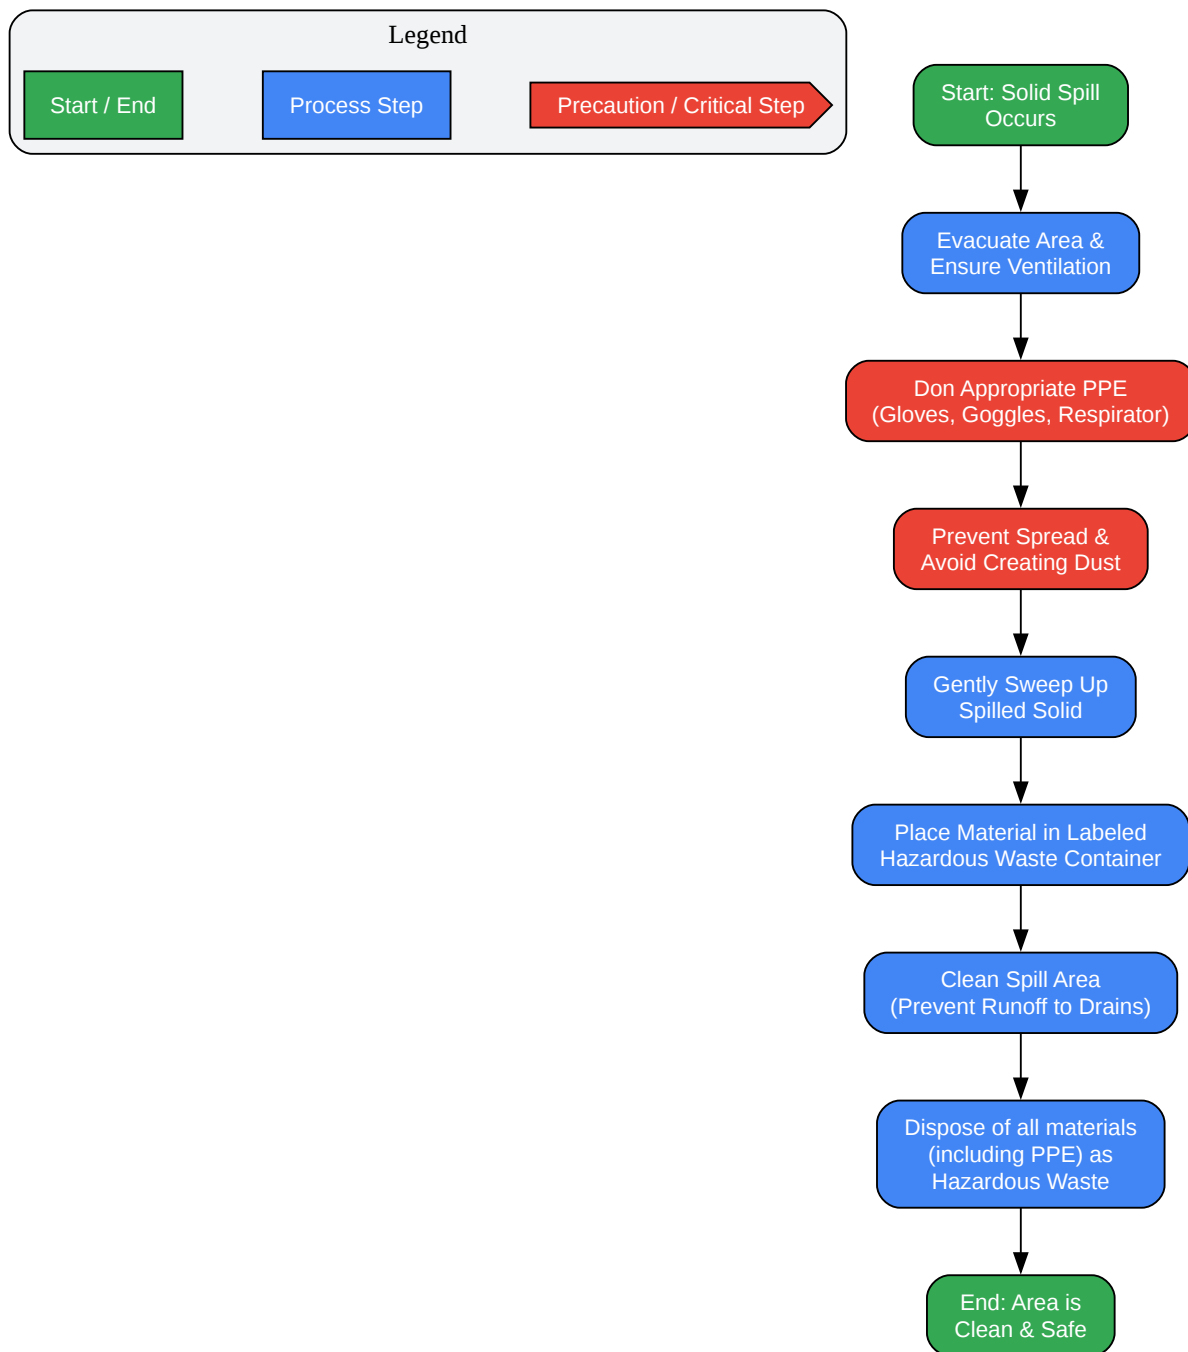 Legend
Start / End
Process Step
Precaution / Critical Step
Start: Solid Spill
Occurs
Evacuate Area &
Ensure Ventilation
Don Appropriate PPE
(Gloves, Goggles, Respirator)
Prevent Spread &
Avoid Creating Dust
Gently Sweep Up
Spilled Solid
Place Material in Labeled
Hazardous Waste Container
Clean Spill Area
(Prevent Runoff to Drains)
Dispose of all materials
(including PPE) as
Hazardous Waste
End: Area is
Clean & Safe